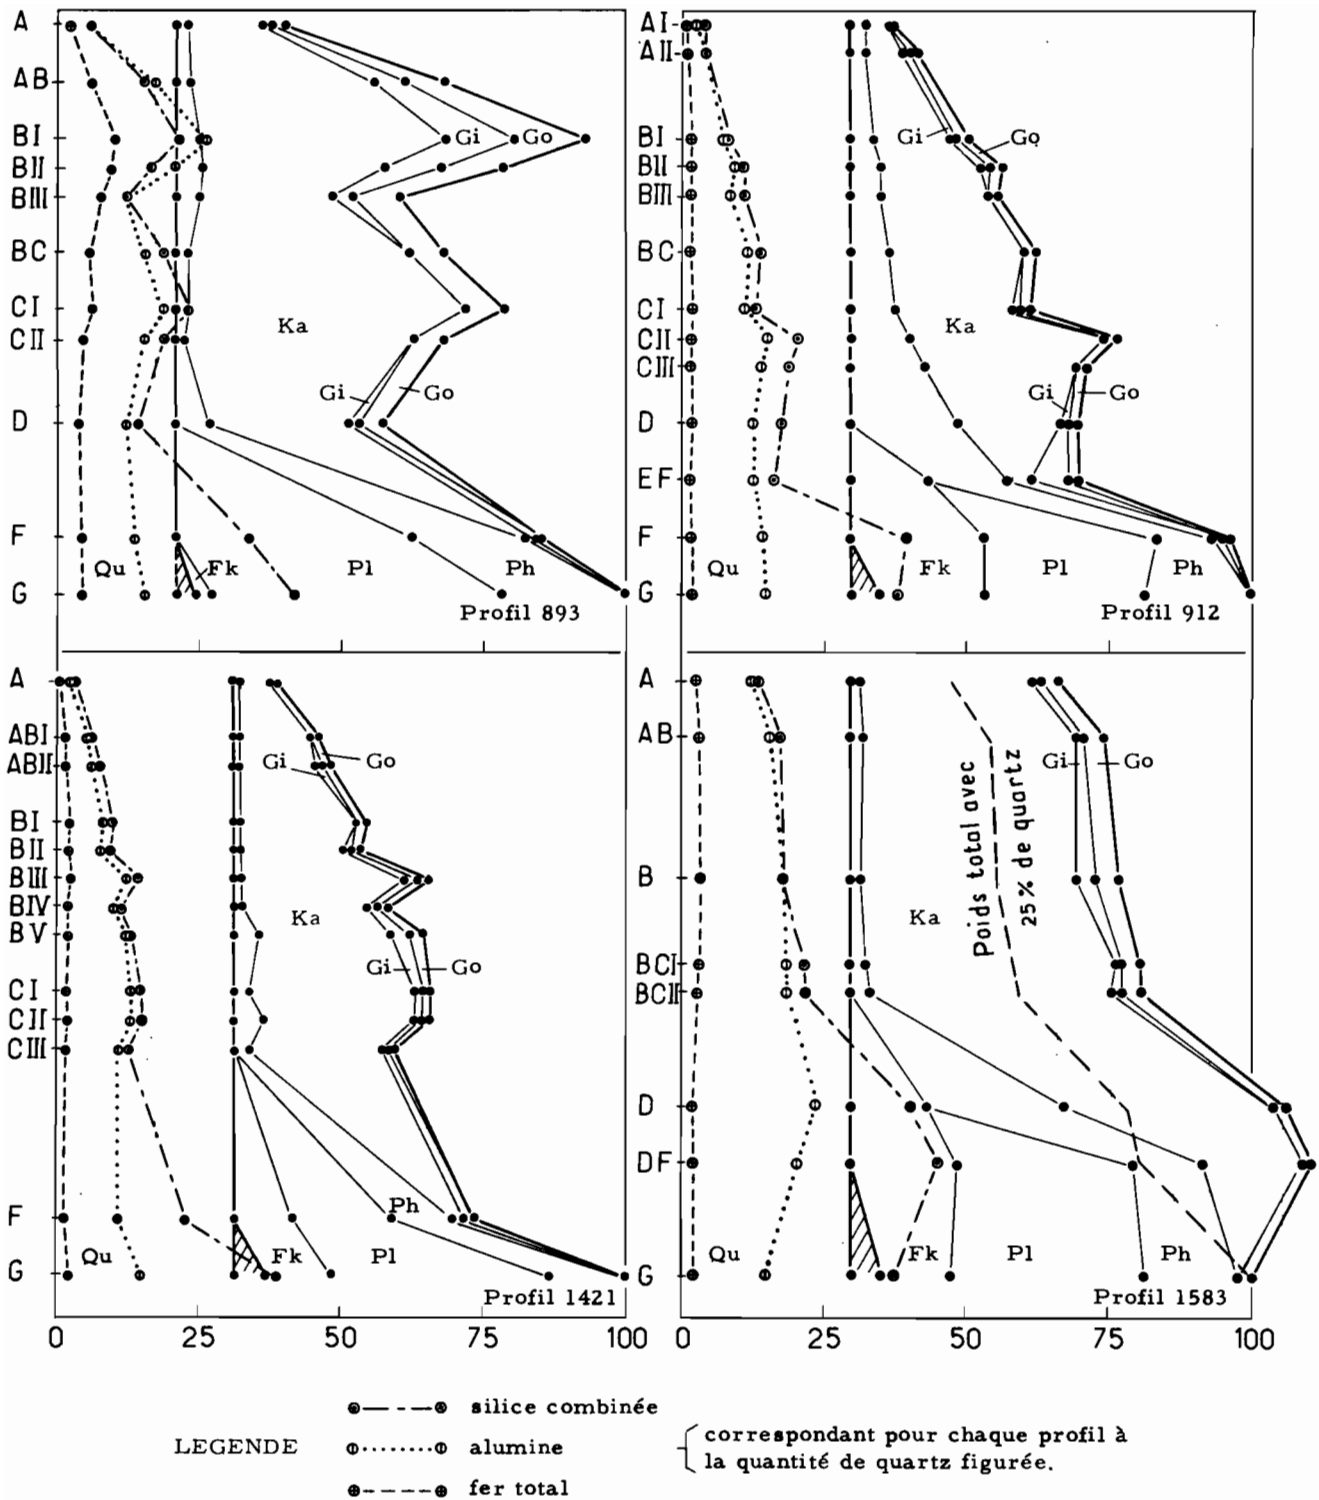 A
AB
BI
BII
BIII
BC
CI
CII
D
F
G
Gi
Go
Ka
Gi
Go
Qu
Fk
Pl
Ph
Profil 893
AI
AII
BI
BII
BIII
BC
CI
CII
CIII
D
EF
F
G
Gi
Go
Ka
Gi
Go
Qu
Fk
Pl
Ph
Profil 912
A
ABI
ABII
BI
BII
BIII
BIV
BV
CI
CII
CIII
F
G
Gi
Go
Ka
Gi
Go
Ph
Qu
Fk
Pl
Profil 1421
0 25 50 75 100
A
AB
B
BCI
BCII
D
DF
G
Gi
Go
Ka
Poids total avec
25% de quartz
Qu
Fk
Pl
Ph
Profil 1583
0 25 50 75 100
LEGENDE
silice combinée
alumine
fer total
correspondant pour chaque profil à
la quantité de quartz figurée.